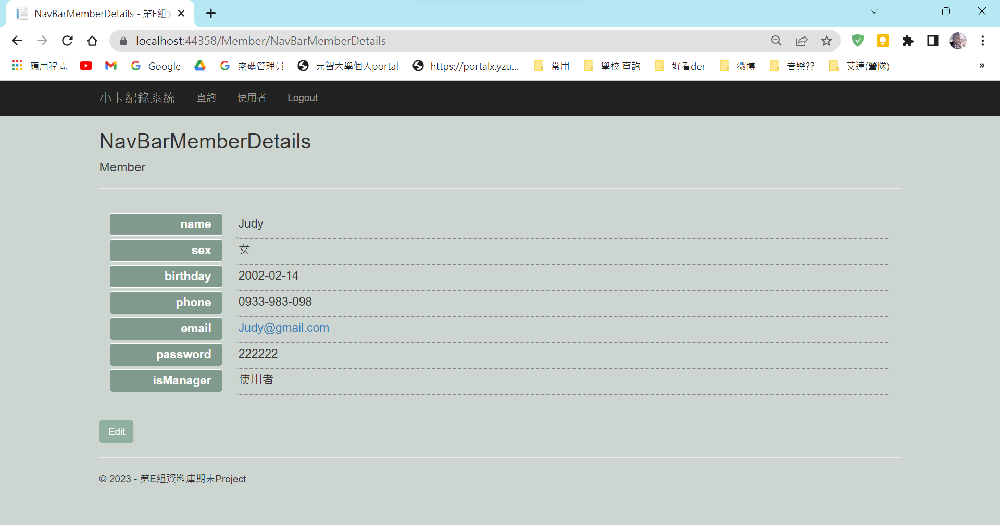 NavBarMemberDetails - 第E組
localhost:44358/Member/NavBarMemberDetails
應用程式 Google 密碼管理員 元智大學個人portal https://portalx.yzu... 常用 學校 查詢 好看der 微博 音樂?? 艾達(營隊) »
小卡紀錄系統 查詢 使用者 Logout
NavBarMemberDetails
Member
name Judy
sex 女
birthday 2002-02-14
phone 0933-983-098
email Judy@gmail.com
password 222222
isManager 使用者
Edit
© 2023 - 第E組資料庫期末Project